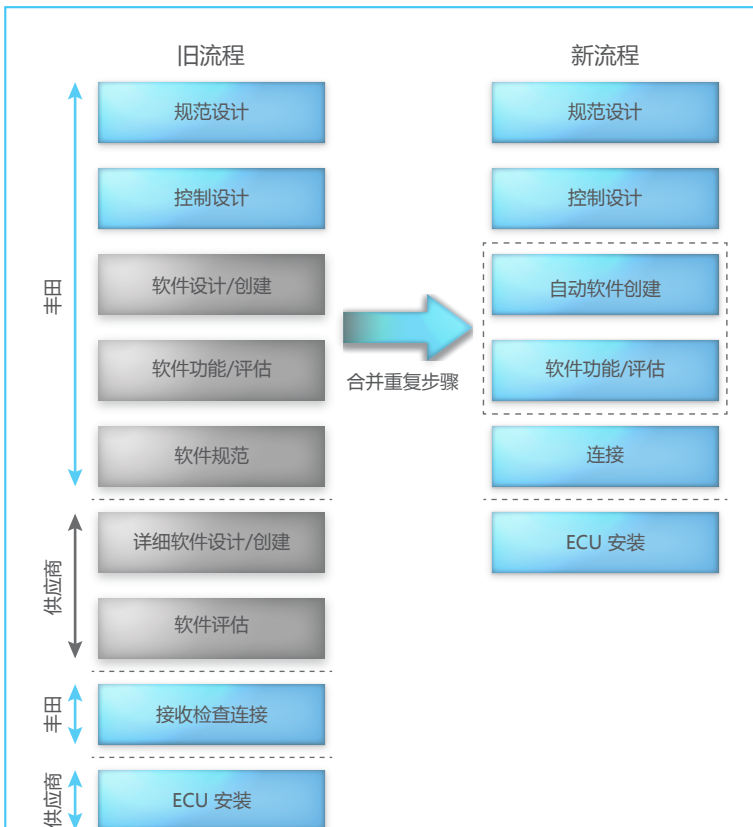 旧流程
新流程
丰田
规范设计
控制设计
软件设计/创建
软件功能/评估
软件规范
供应商
详细软件设计/创建
软件评估
丰田
接收检查连接
供应商
ECU 安装
合并重复步骤
规范设计
控制设计
自动软件创建
软件功能/评估
连接
ECU 安装